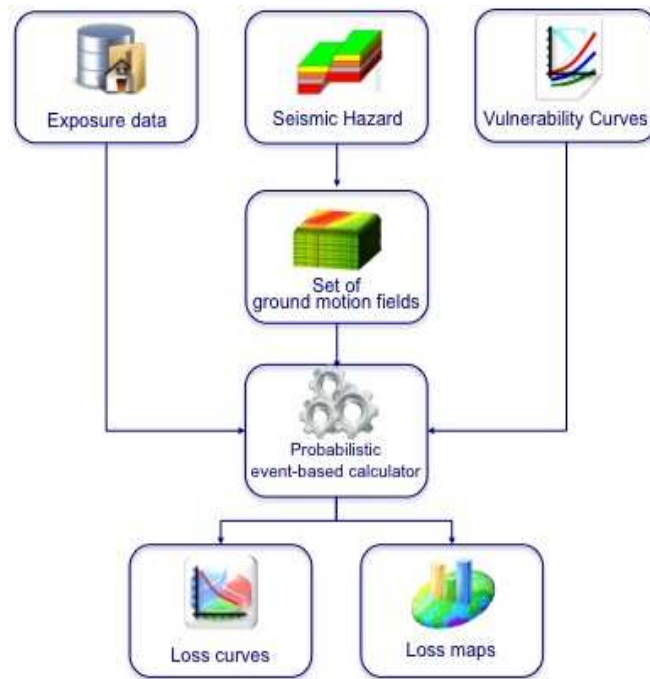 Exposure data
Seismic Hazard
Vulnerability Curves
Set of
ground motion fields
Probabilistic
event-based calculator
Loss curves
Loss maps